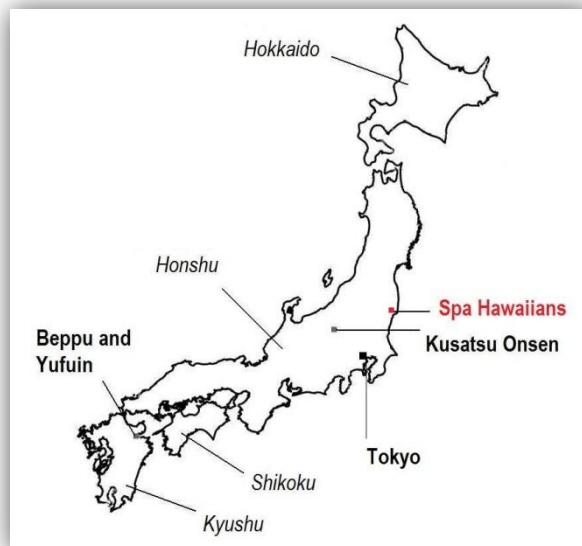 Hokkaido
Honshu
Spa Hawaiians
Beppu and
Yufuin
Kusatsu Onsen
Tokyo
Shikoku
Kyushu